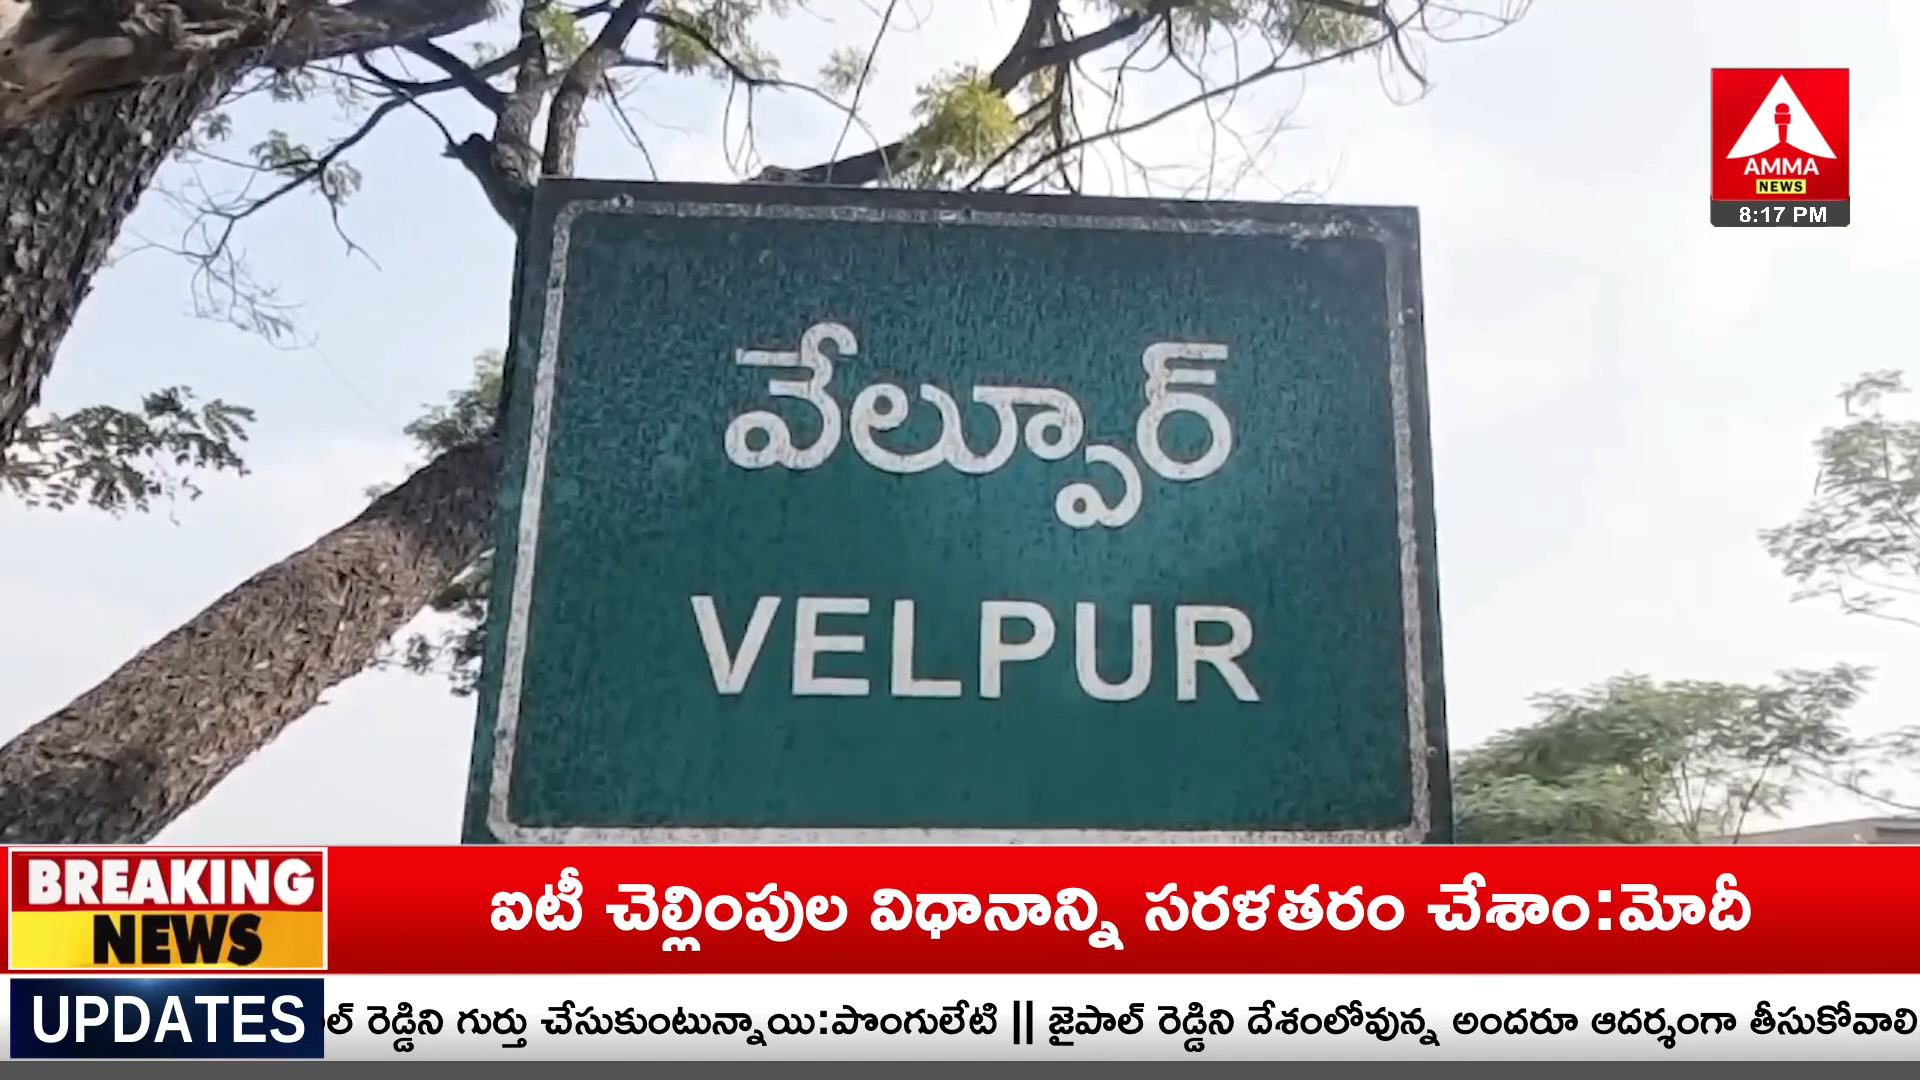 AMMA
NEWS
8:17 PM
వేల్పూర్
VELPUR
BREAKING
NEWS
ఐటీ చెల్లింపుల విధానాన్ని సరళతరం చేశాం:మోదీ
UPDATES
రెడ్డిని గుర్తు చేసుకుంటున్నాయి:పొంగులేటి || జైపాల్ రెడ్డిని దేశంలోవున్న అందరూ ఆదర్శంగా తీసుకోవాలి